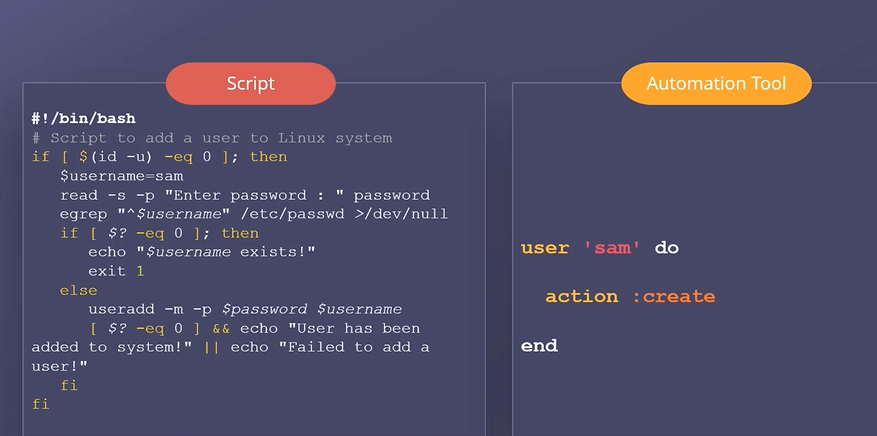 Script
#!/bin/bash
# Script to add a user to Linux system
if [ $(id -u) -eq 0 ]; then
   $username=sam
   read -s -p "Enter password : " password
   egrep "^$username" /etc/passwd >/dev/null
   if [ $? -eq 0 ]; then
      echo "$username exists!"
      exit 1
   else
      useradd -m -p $password $username
      [ $? -eq 0 ] && echo "User has been
added to system!" || echo "Failed to add a
user!"
   fi
fi
Automation Tool
user 'sam' do
  action :create
end